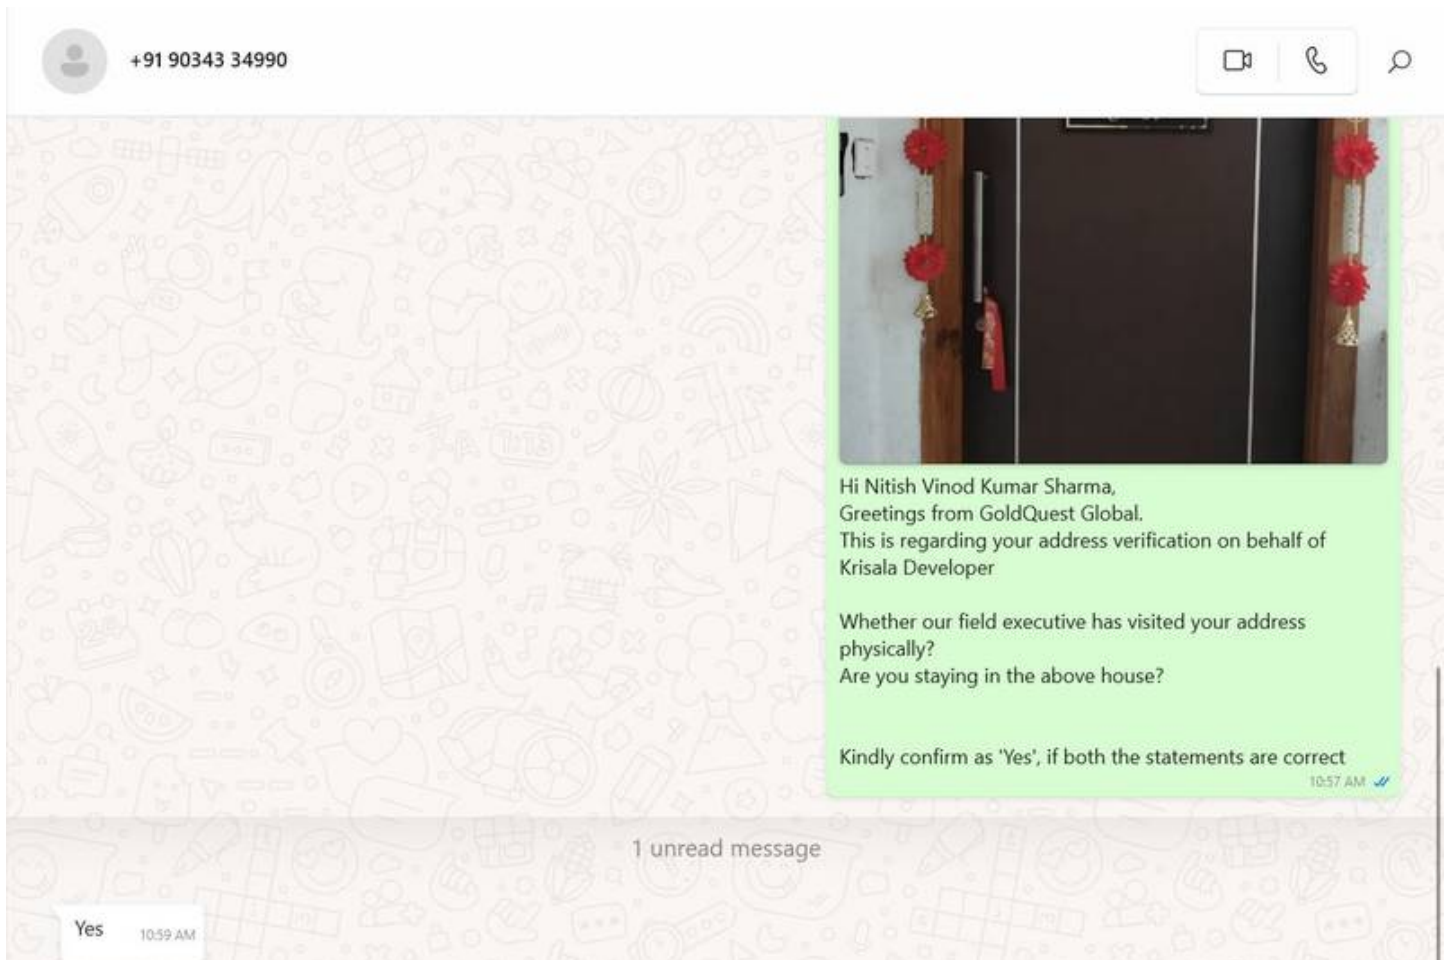 +91 90343 34990
Hi Nitish Vinod Kumar Sharma,
Greetings from GoldQuest Global.
This is regarding your address verification on behalf of
Krisala Developer
Whether our field executive has visited your address
physically?
Are you staying in the above house?
Kindly confirm as 'Yes', if both the statements are correct
10:57 AM
1 unread message
Yes
10:59 AM